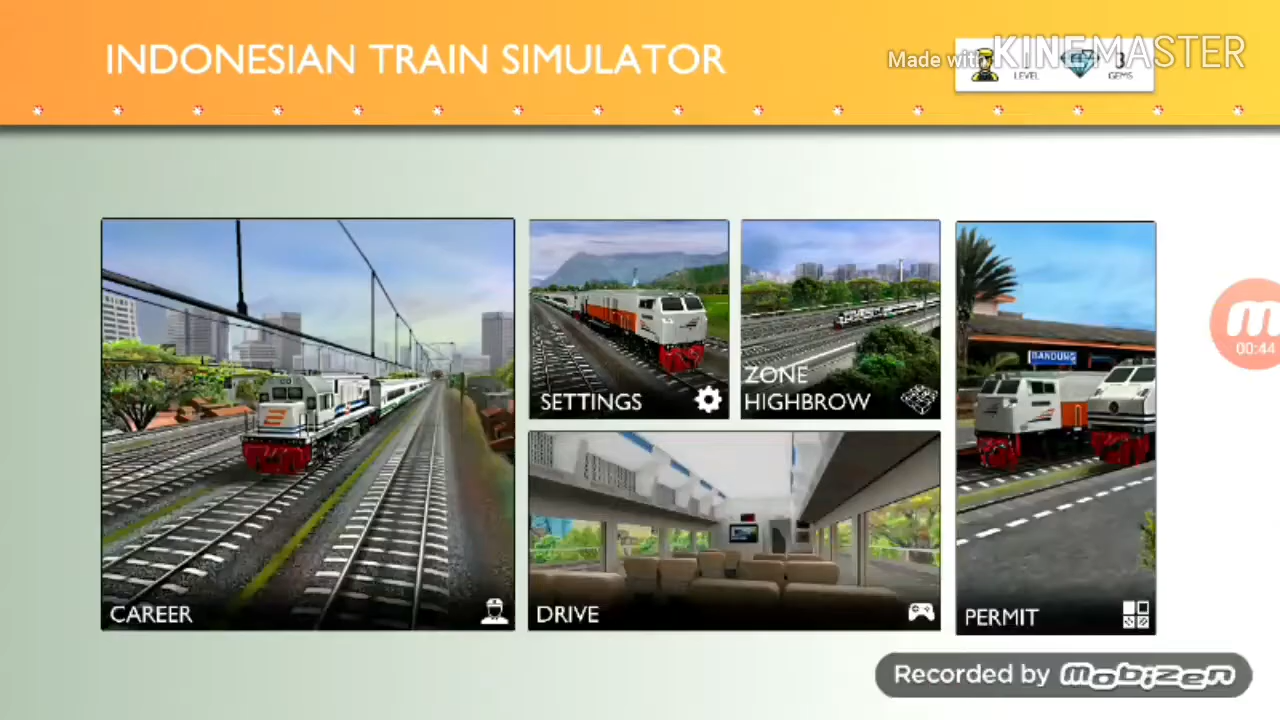 INDONESIAN TRAIN SIMULATOR
Made with KINEMASTER
LEVEL
3
GEMS
BANDUNG
00:44
SETTINGS
ZONE
HIGHBROW
CAREER
DRIVE
PERMIT
Recorded by mobizen